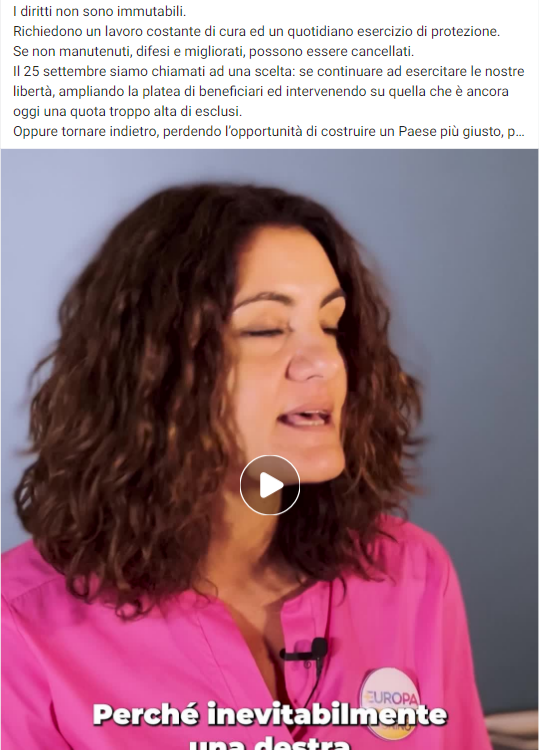 I diritti non sono immutabili.
Richiedono un lavoro costante di cura ed un quotidiano esercizio di protezione.
Se non manutenuti, difesi e migliorati, possono essere cancellati.
Il 25 settembre siamo chiamati ad una scelta: se continuare ad esercitare le nostre
libertà, ampliando la platea di beneficiari ed intervenendo su quella che è ancora
oggi una quota troppo alta di esclusi.
Oppure tornare indietro, perdendo l'opportunità di costruire un Paese più giusto, p...
EUROPA
Perché inevitabilmente
una destra